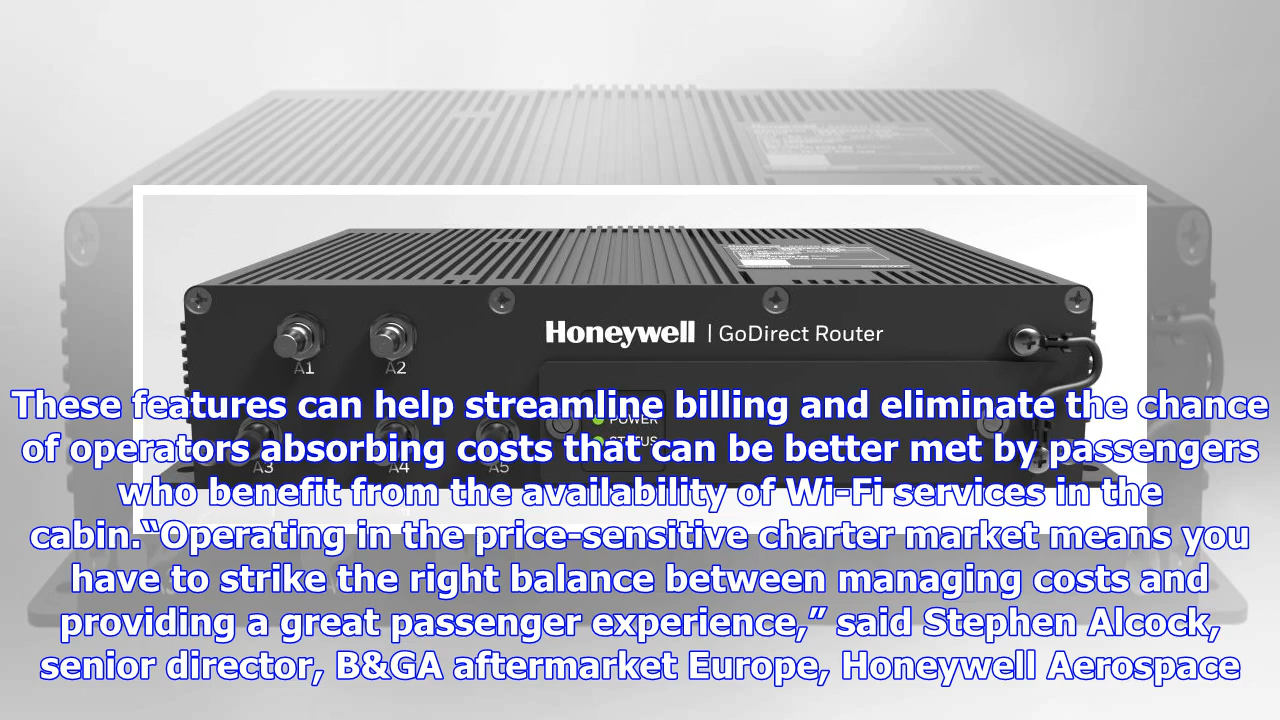 Honeywell | GoDirect Router
A1 A2
POWER
STATUS
A3 A4 A5
These features can help streamline billing and eliminate the chance
of operators absorbing costs that can be better met by passengers
who benefit from the availability of Wi-Fi services in the
cabin.“Operating in the price-sensitive charter market means you
have to strike the right balance between managing costs and
providing a great passenger experience,” said Stephen Alcock,
senior director, B&GA aftermarket Europe, Honeywell Aerospace